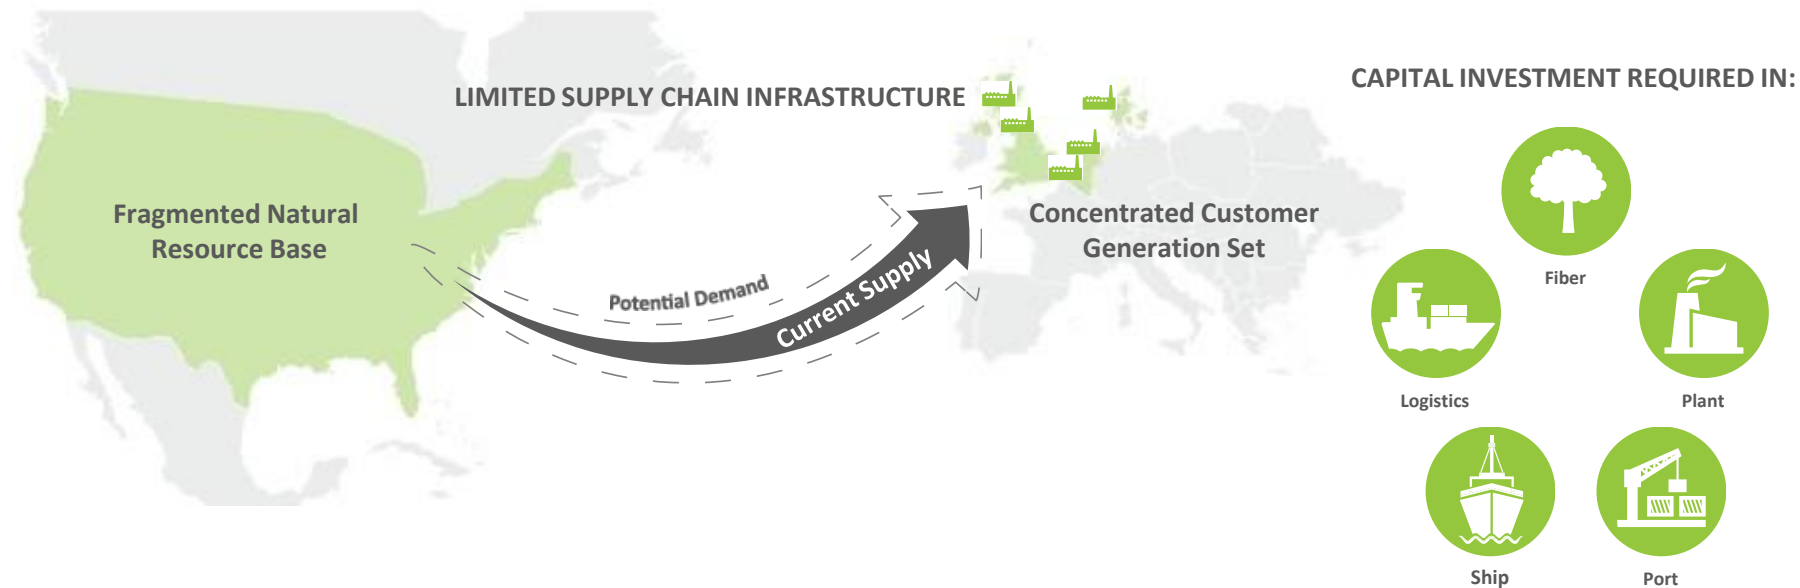 LIMITED SUPPLY CHAIN INFRASTRUCTURE
CAPITAL INVESTMENT REQUIRED IN:
Fragmented Natural
Resource Base
Concentrated Customer
Generation Set
Potential Demand
Current Supply
Fiber
Logistics
Plant
Ship
Port